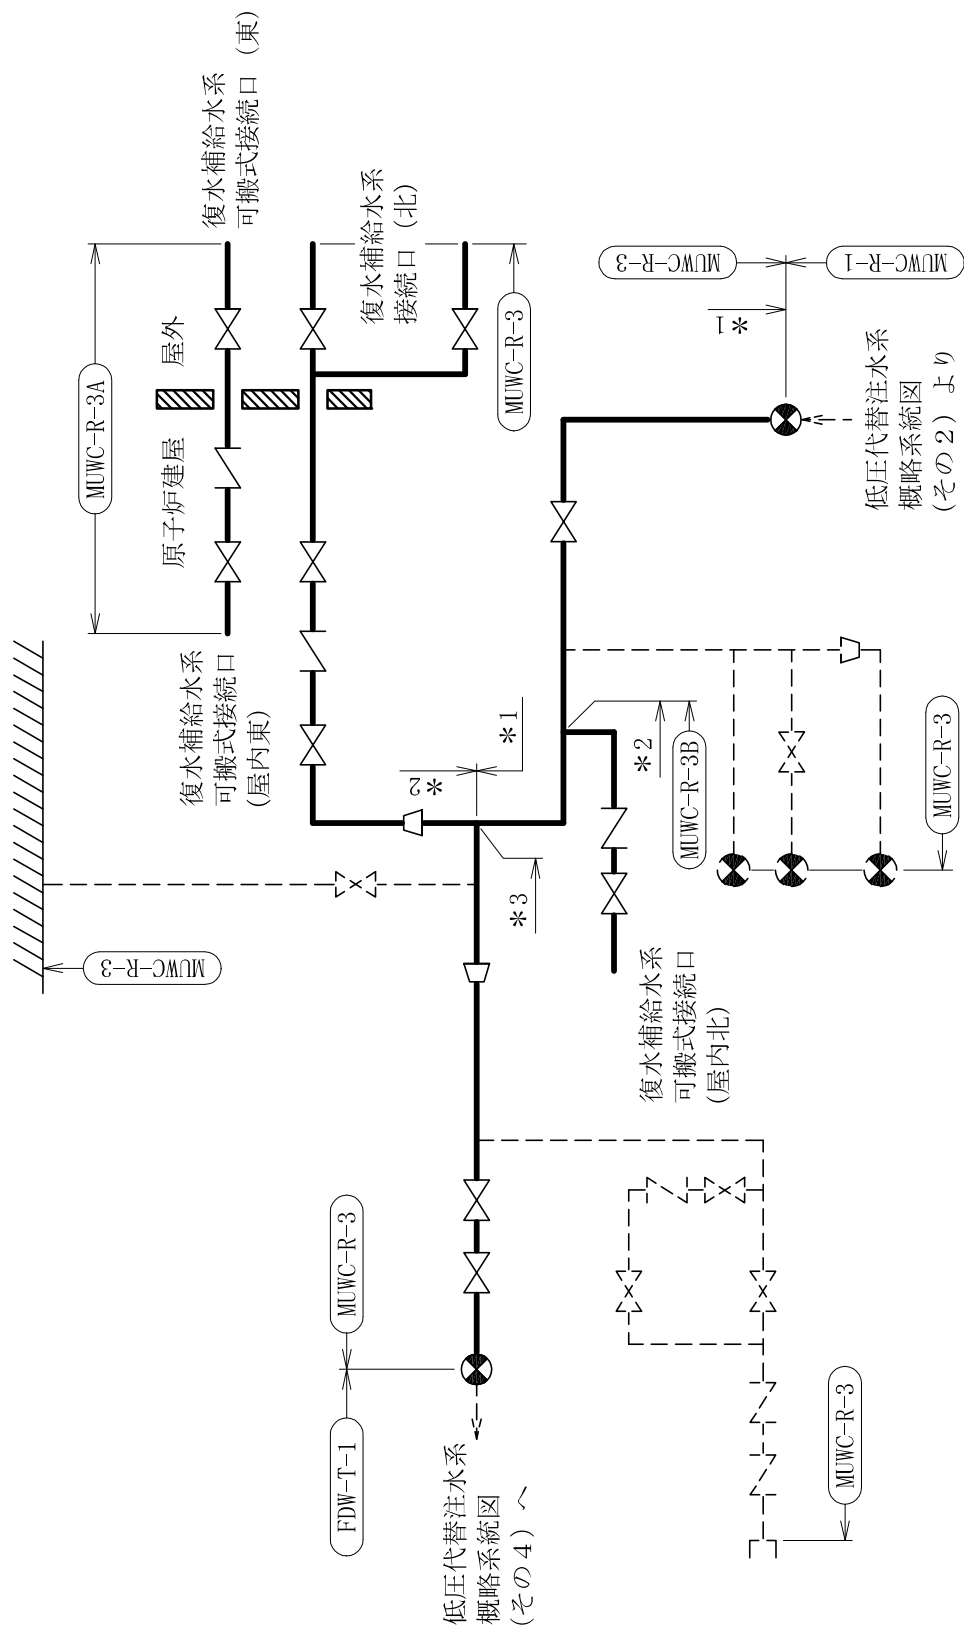 復水補給水系
可搬式接続口（東）
MUWC-R-3A
屋外
原子炉建屋
復水補給水系
接続口（北）
MUWC-R-3
MUWC-R-3
MUWC-R-1
*1
低圧代替注水系
概略系統図
(その２）より
復水補給水系
可搬式接続口
(屋内東)
*2
*1
*3
*2
MUWC-R-3B
MUWC-R-3
MUWC-R-3
復水補給水系
可搬式接続口
(屋内北)
MUWC-R-3
FDW-T-1
低圧代替注水系
概略系統図
(その４）へ
MUWC-R-3